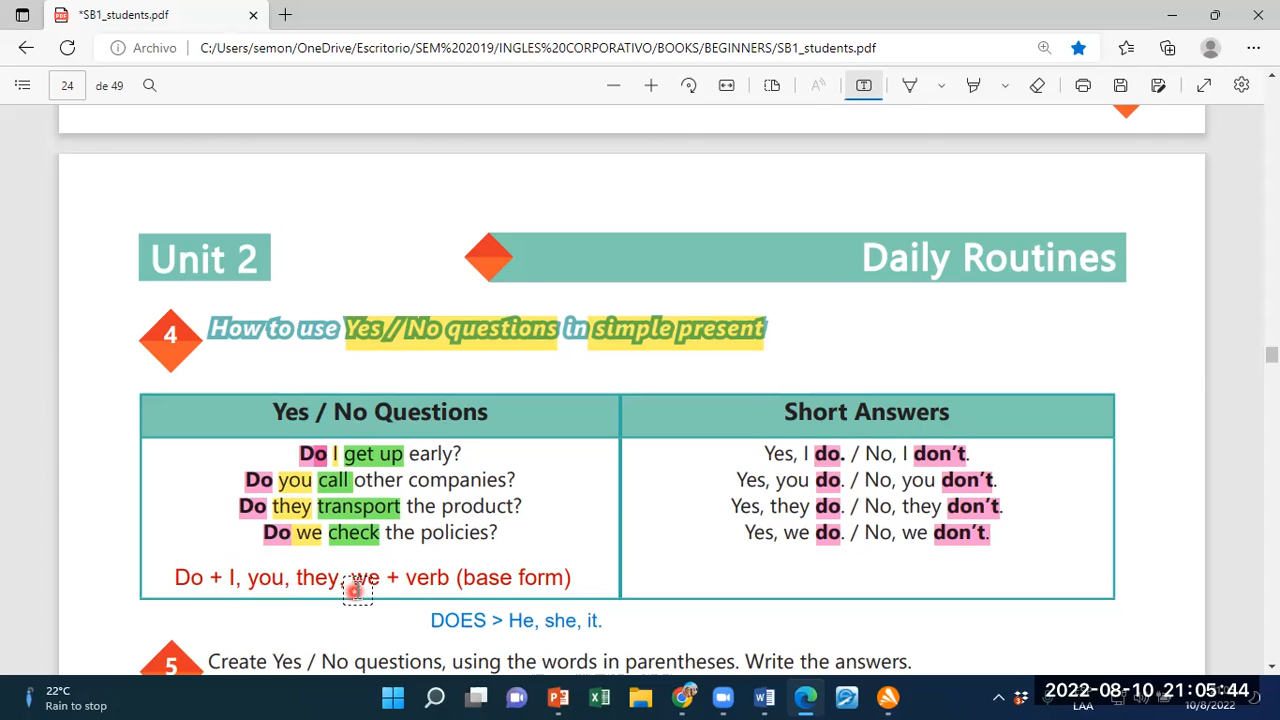 *SB1_students.pdf
Archivo
C:/Users/semon/OneDrive/Escritorio/SEM%202019/INGLES%20CORPORATIVO/BOOKS/BEGINNERS/SB1_students.pdf
24 de 49
Unit 2
Daily Routines
4 How to use Yes // No questions in simple present
Yes / No Questions
Short Answers
Do I get up early?
Yes, I do. / No, I don't.
Do you call other companies?
Yes, you do. / No, you don't.
Do they transport the product?
Yes, they do. / No, they don't.
Do we check the policies?
Yes, we do. / No, we don't.
Do + I, you, they, we + verb (base form)
DOES > He, she, it.
5 Create Yes / No questions, using the words in parentheses. Write the answers.
22°C
Rain to stop
2022-08-10 21:05:44
LAA
10/8/2022